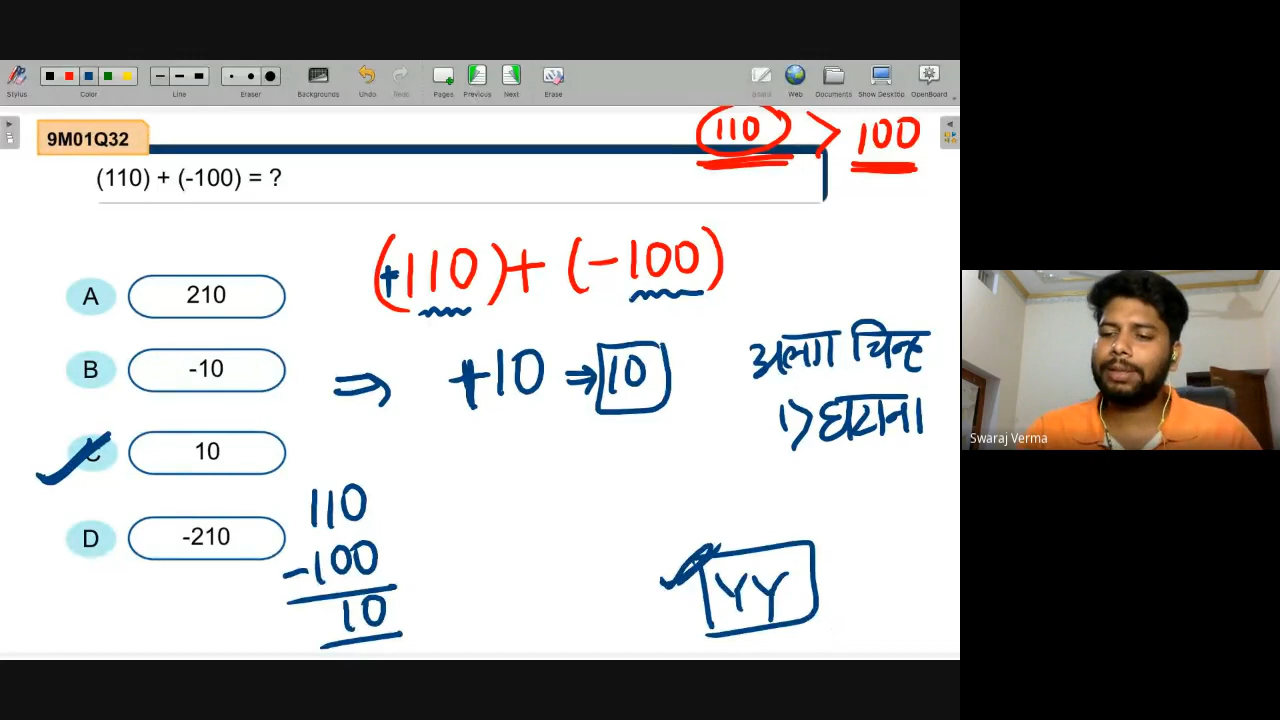 Stylus Color Line Eraser Backgrounds Undo Redo Pages Previous Next Erase Board Web Documents Show Desktop OpenBoard
110 > 100
9M01Q32
(110) + (-100) = ?
(+110) + (-100)
A 210
B -10
⇒ +10 ⇒ 10
अलग चिन्ह
1) घटाना
C 10
D -210
110
-100
10
YY
Swaraj Verma